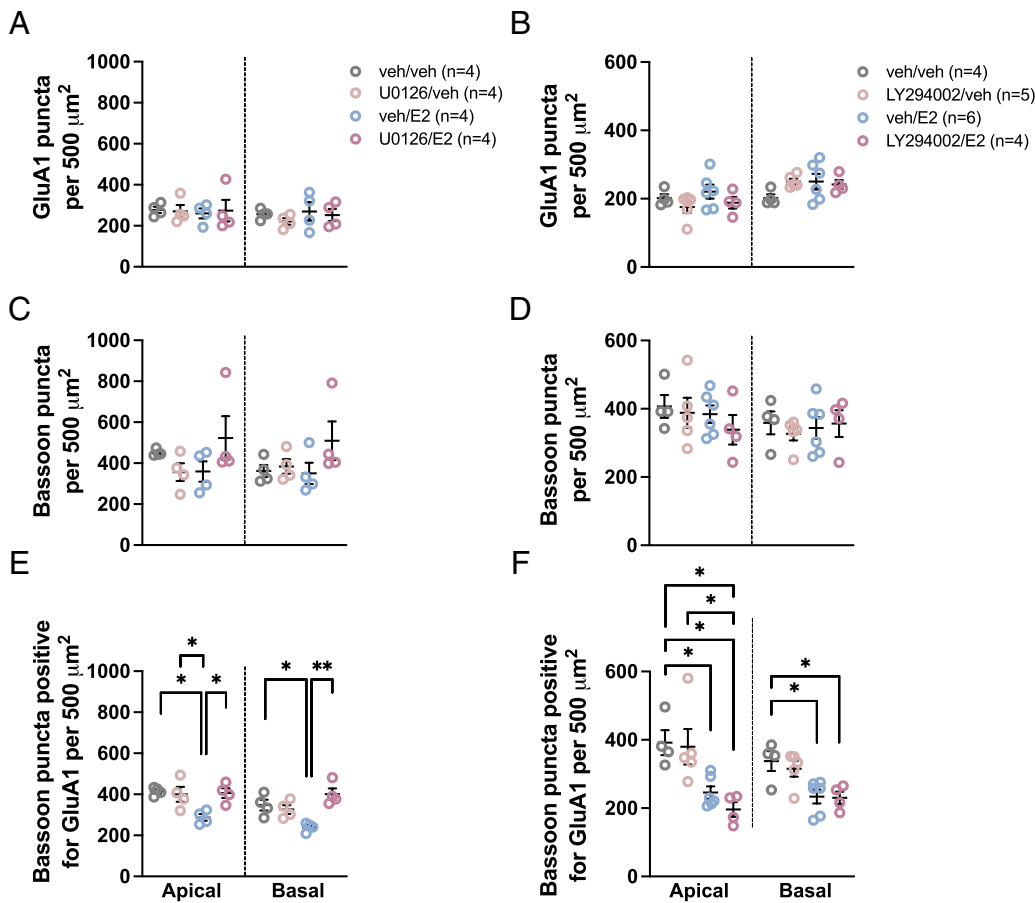 A
GluA1 puncta
per 500 μm2
1000
800
600
400
200
0
veh/veh (n=4)
U0126/veh (n=4)
veh/E2 (n=4)
U0126/E2 (n=4)
B
GluA1 puncta
per 500 μm2
600
400
200
0
veh/veh (n=4)
LY294002/veh (n=5)
veh/E2 (n=6)
LY294002/E2 (n=4)
C
Bassoon puncta
per 500 μm2
1000
800
600
400
200
0
D
Bassoon puncta
per 500 μm2
600
400
200
0
E
Bassoon puncta positive
for GluA1 per 500 μm2
1000
800
600
400
200
0
*
*
*
*
**
Apical
Basal
F
Bassoon puncta positive
for GluA1 per 500 μm2
600
400
200
0
*
*
*
*
*
*
Apical
Basal